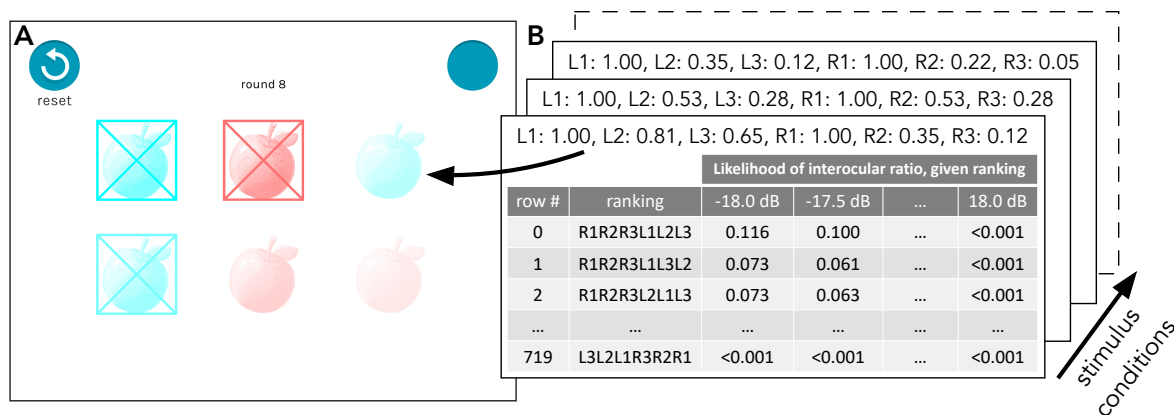 A
reset
round 8
B
L1: 1.00, L2: 0.35, L3: 0.12, R1: 1.00, R2: 0.22, R3: 0.05
L1: 1.00, L2: 0.53, L3: 0.28, R1: 1.00, R2: 0.53, R3: 0.28
L1: 1.00, L2: 0.81, L3: 0.65, R1: 1.00, R2: 0.35, R3: 0.12
Likelihood of interocular ratio, given ranking
row # ranking -18.0 dB -17.5 dB ... 18.0 dB
0 R1R2R3L1L2L3 0.116 0.100 ... <0.001
1 R1R2R3L1L3L2 0.073 0.061 ... <0.001
2 R1R2R3L2L1L3 0.073 0.063 ... <0.001
... ... ... ... ... ...
719 L3L2L1R3R2R1 <0.001 <0.001 ... <0.001
stimulus
conditions